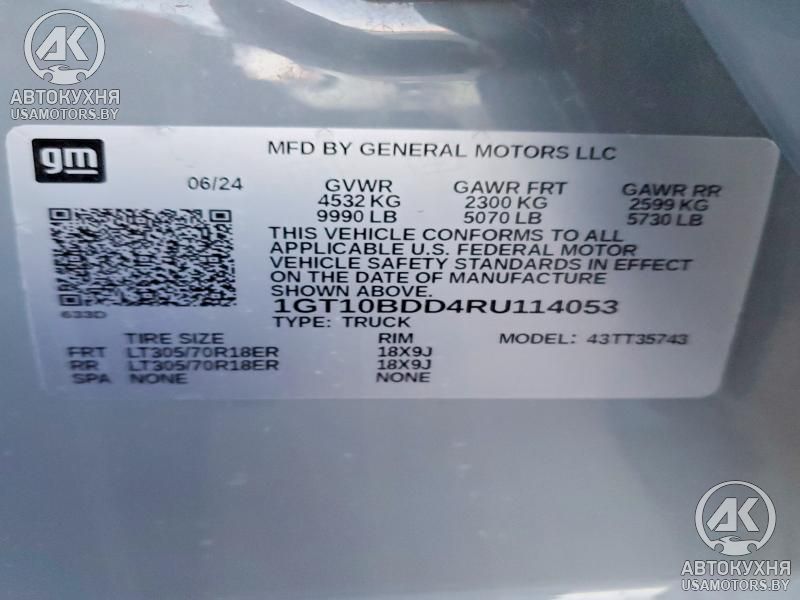 AK
АВТОКУХНЯ
USAMOTORS.BY
gm
MFD BY GENERAL MOTORS LLC
06/24 GVWR GAWR FRT GAWR RR
4532 KG 2300 KG 2599 KG
9990 LB 5070 LB 5730 LB
THIS VEHICLE CONFORMS TO ALL
APPLICABLE U.S. FEDERAL MOTOR
VEHICLE SAFETY STANDARDS IN EFFECT
ON THE DATE OF MANUFACTURE
SHOWN ABOVE.
633D 1GT10BDD4RU114053
TYPE: TRUCK
TIRE SIZE RIM MODEL: 43TT35743
FRT LT305/70R18ER 18X9J
RR LT305/70R18ER 18X9J
SPA NONE NONE
AK
АВТОКУХНЯ
USAMOTORS.BY